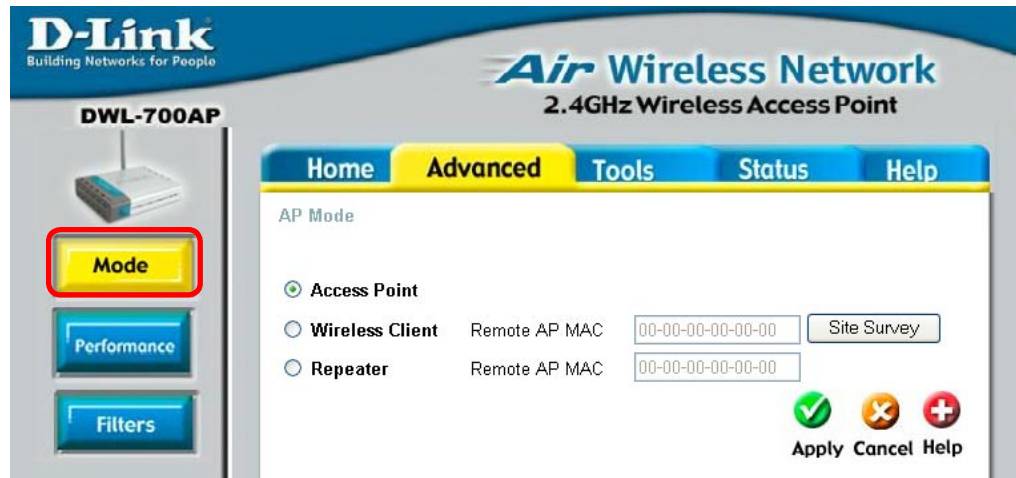 D-Link
Building Networks for People
Air Wireless Network
2.4GHz Wireless Access Point
DWL-700AP
Home Advanced Tools Status Help
AP Mode
Mode
Access Point
Wireless Client Remote AP MAC 00-00-00-00-00-00 Site Survey
Performance
Repeater Remote AP MAC 00-00-00-00-00-00
Filters
Apply Cancel Help